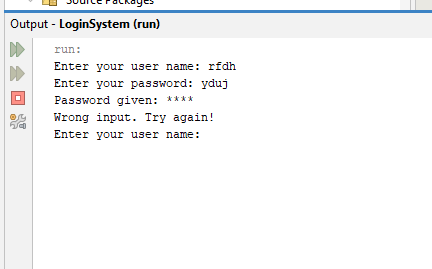 Source Packages
Output - LoginSystem (run)
run:
Enter your user name: rfdh
Enter your password: yduj
Password given: ****
Wrong input. Try again!
Enter your user name: